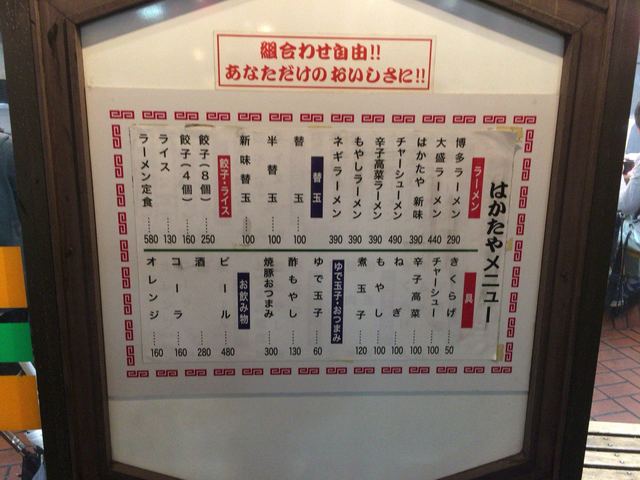 組合わせ自由!!
あなただけのおいしさに!!
はかたやメニュー
ラーメン
博多ラーメン 290
大盛ラーメン 440
はかたや 新味 390
チャーシューメン 490
辛子高菜ラーメン 390
もやしラーメン 390
ネギラーメン 390
替玉
替玉 100
半替玉 100
新味替玉 100
餃子・ライス
餃子(8個) 250
餃子(4個) 160
ライス 130
ラーメン定食 580
具
きくらげ 50
チャーシュー 100
辛子高菜 100
ねぎ 100
もやし 100
煮玉子 120
ゆで玉子・おつまみ
ゆで玉子 60
酢もやし 130
焼豚おつまみ 300
お飲み物
ビール 480
酒 280
コーラ 160
オレンジ 160